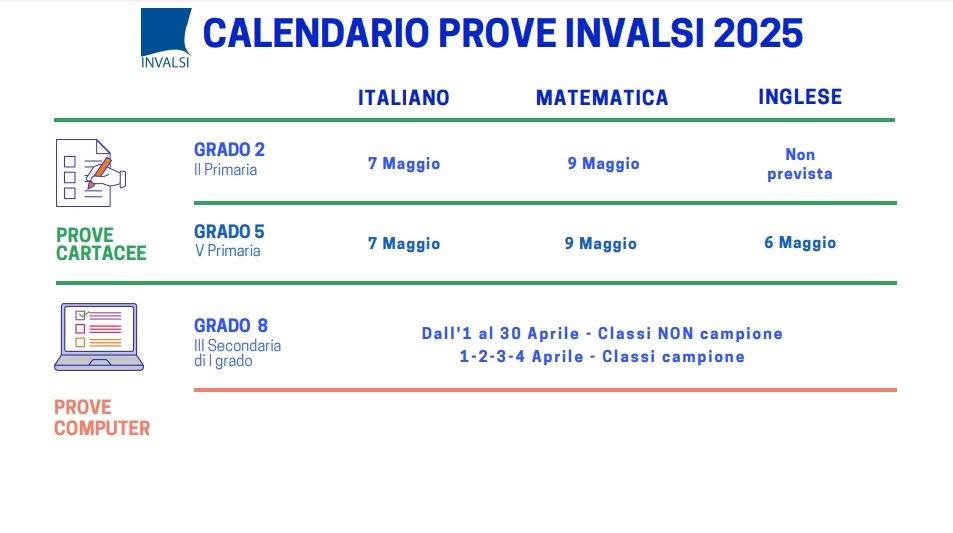 INVALSI
CALENDARIO PROVE INVALSI 2025
ITALIANO MATEMATICA INGLESE
GRADO 2
II Primaria
7 Maggio
9 Maggio
Non
prevista
PROVE
CARTACEE
GRADO 5
V Primaria
7 Maggio
9 Maggio
6 Maggio
GRADO 8
III Secondaria
di I grado
Dall'1 al 30 Aprile - Classi NON campione
1-2-3-4 Aprile - Classi campione
PROVE
COMPUTER